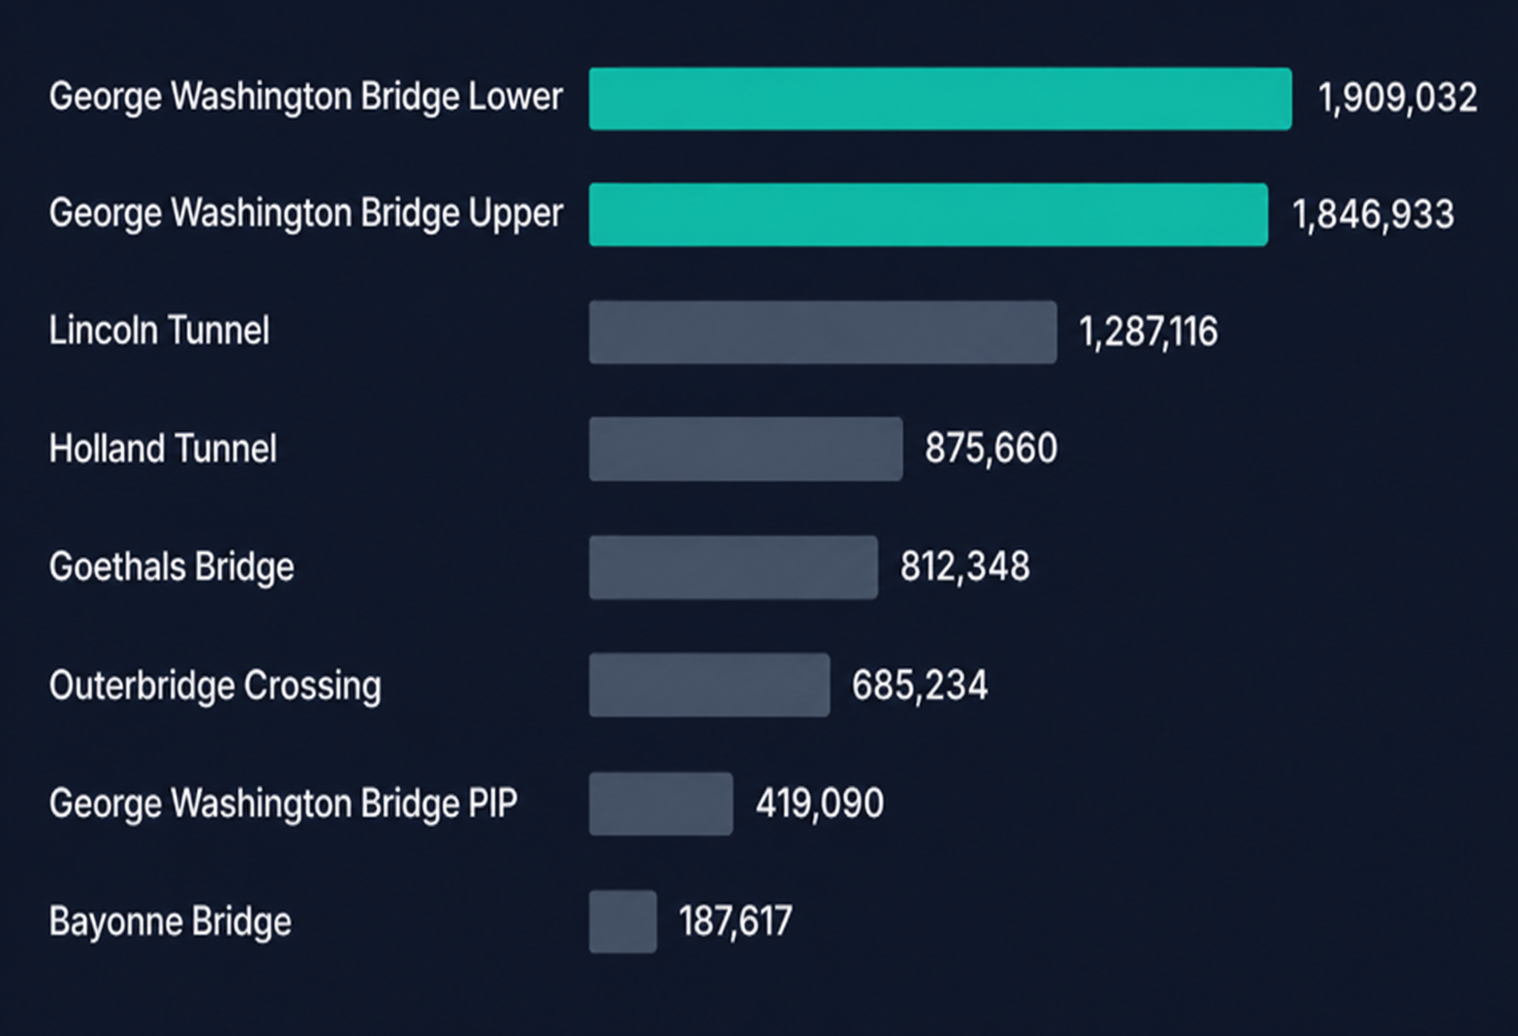 George Washington Bridge Lower 1,909,032
George Washington Bridge Upper 1,846,933
Lincoln Tunnel 1,287,116
Holland Tunnel 875,660
Goethals Bridge 812,348
Outerbridge Crossing 685,234
George Washington Bridge PIP 419,090
Bayonne Bridge 187,617